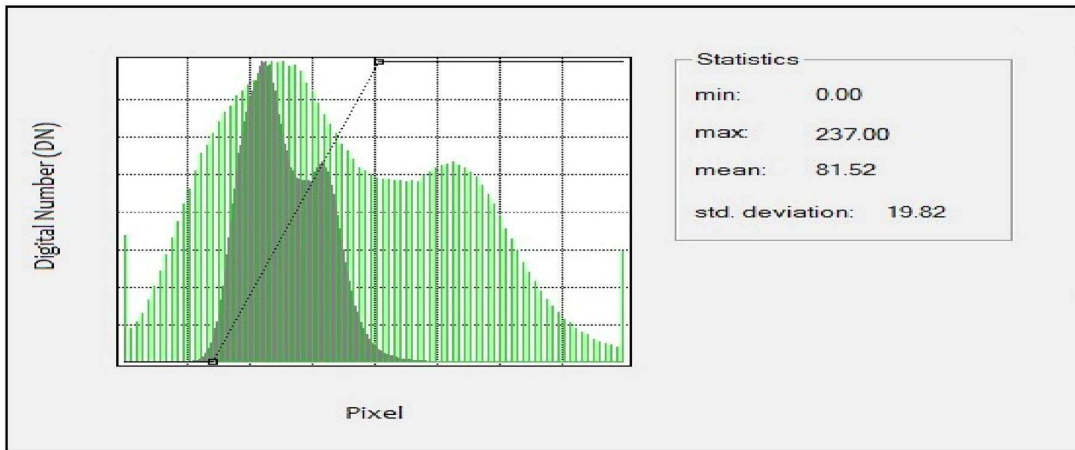 Digital Number (DN)
Pixel
Statistics
min: 0.00
max: 237.00
mean: 81.52
std. deviation: 19.82